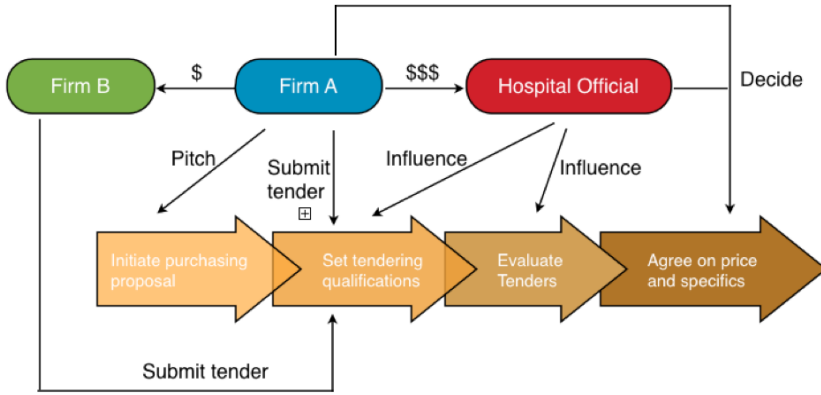 Firm B
$
Firm A
$$$
Hospital Official
Decide
Pitch
Submit
tender
Influence
Influence
Initiate purchasing
proposal
Set tendering
qualifications
Evaluate
Tenders
Agree on price
and specifics
Submit tender